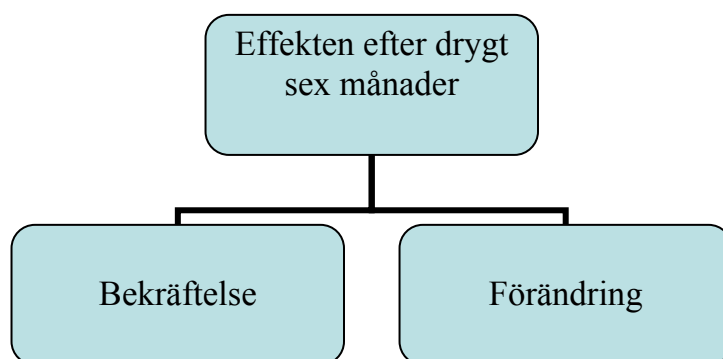 Effekten efter drygt
sex månader
Bekräftelse
Förändring